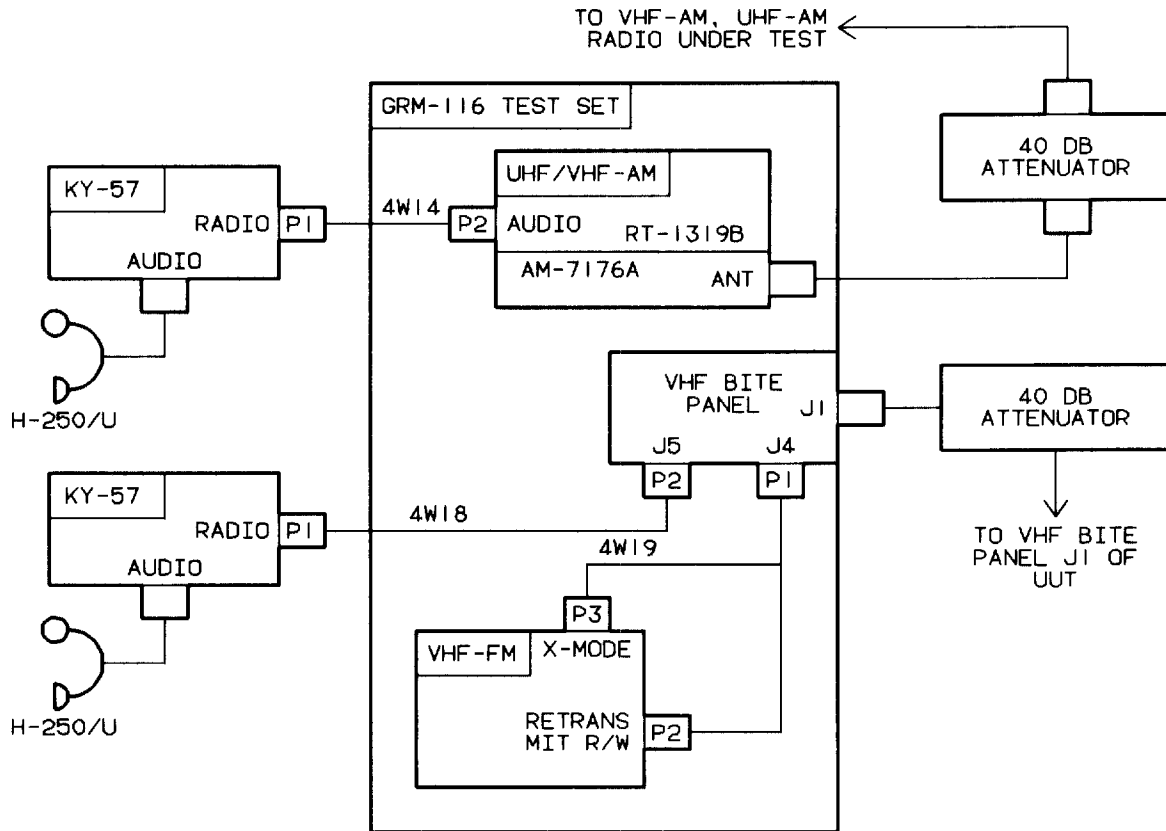 TO VHF-AM, UHF-AM
RADIO UNDER TEST
GRM-116 TEST SET
40 DB
ATTENUATOR
KY-57
RADIO
P1
AUDIO
4W14
P2
UHF/VHF-AM
AUDIO
RT-1319B
AM-7176A
ANT
H-250/U
VHF BITE
PANEL
J1
J5
J4
P2
P1
40 DB
ATTENUATOR
KY-57
RADIO
P1
AUDIO
4W18
4W19
TO VHF BITE
PANEL J1 OF
UUT
P3
VHF-FM
X-MODE
RETRANS
MIT R/W
P2
H-250/U